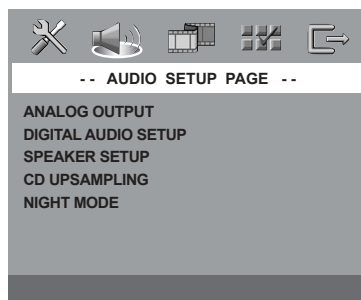 -- AUDIO SETUP PAGE --
ANALOG OUTPUT
DIGITAL AUDIO SETUP
SPEAKER SETUP
CD UPSAMPLING
NIGHT MODE